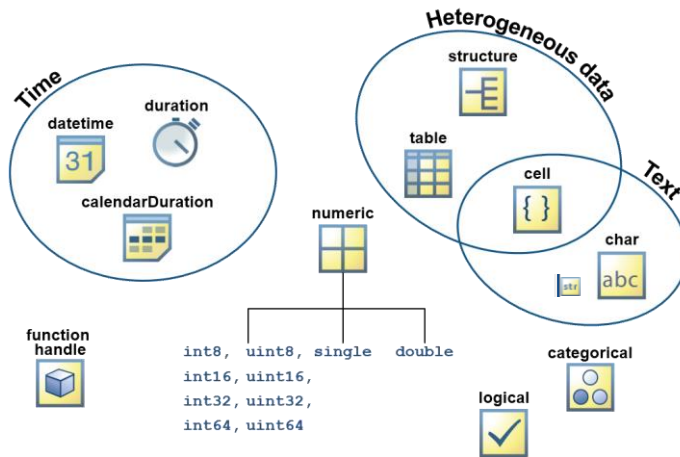 Heterogeneous data
structure
Time
duration
datetime
31
table
Text
cell
{ }
calendarDuration
numeric
char
str
abc
function
handle
int8, uint8, single double
int16, uint16,
int32, uint32,
int64, uint64
categorical
logical